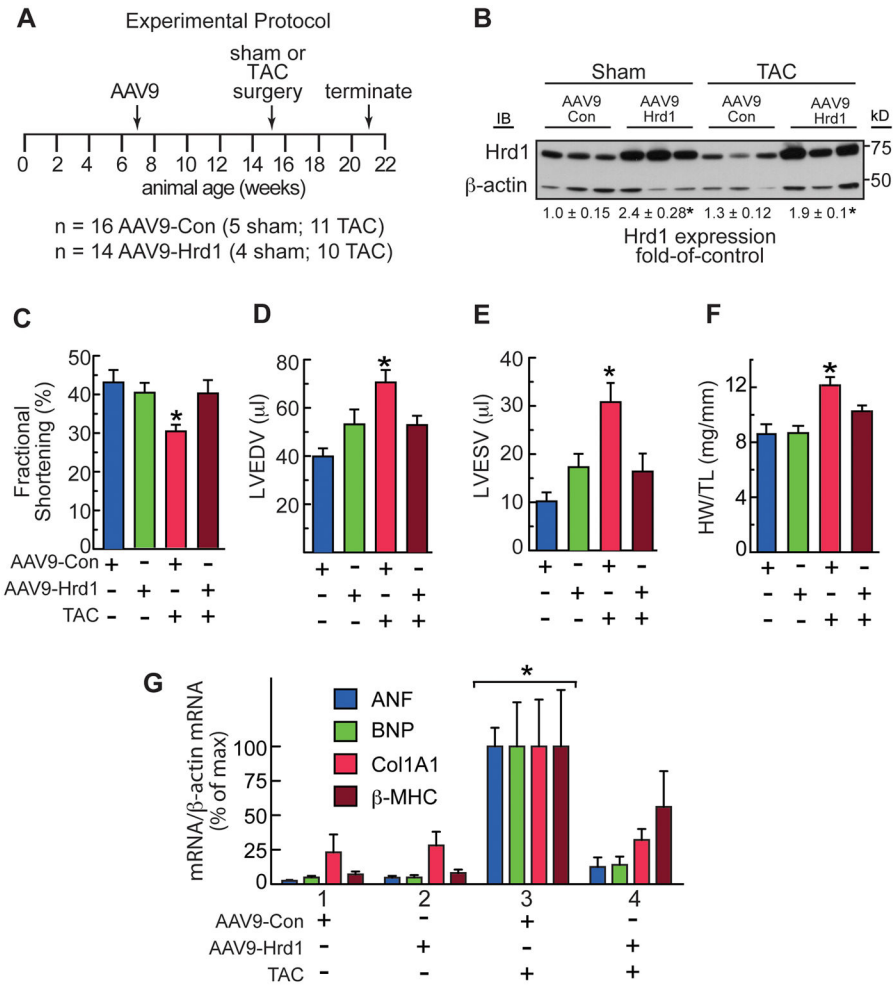 A
Experimental Protocol
AAV9
sham or
TAC
surgery
terminate
0 2 4 6 8 10 12 14 16 18 20 22
animal age (weeks)
n = 16 AAV9-Con (5 sham; 11 TAC)
n = 14 AAV9-Hrd1 (4 sham; 10 TAC)
B
Sham TAC
IB AAV9 Con AAV9 Hrd1 AAV9 Con AAV9 Hrd1 kD
Hrd1 75
β-actin 50
1.0 ± 0.15 2.4 ± 0.28* 1.3 ± 0.12 1.9 ± 0.1*
Hrd1 expression
fold-of-control
C
Fractional
Shortening (%)
50
40
30
20
10
0
*
AAV9-Con + - + -
AAV9-Hrd1 - + - +
TAC - - + +
D
LVEDV (µl)
80
60
40
20
*
+ - + -
- + - +
- - + +
E
LVESV (µl)
40
30
20
10
0
*
+ - + -
- + - +
- - + +
F
HW/TL (mg/mm)
12
8
4
0
*
+ - + -
- + - +
- - + +
G
mRNA/β-actin mRNA
(% of max)
100
75
50
25
0
ANF
BNP
Col1A1
β-MHC
*
1 2 3 4
AAV9-Con + - + -
AAV9-Hrd1 - + - +
TAC - - + +